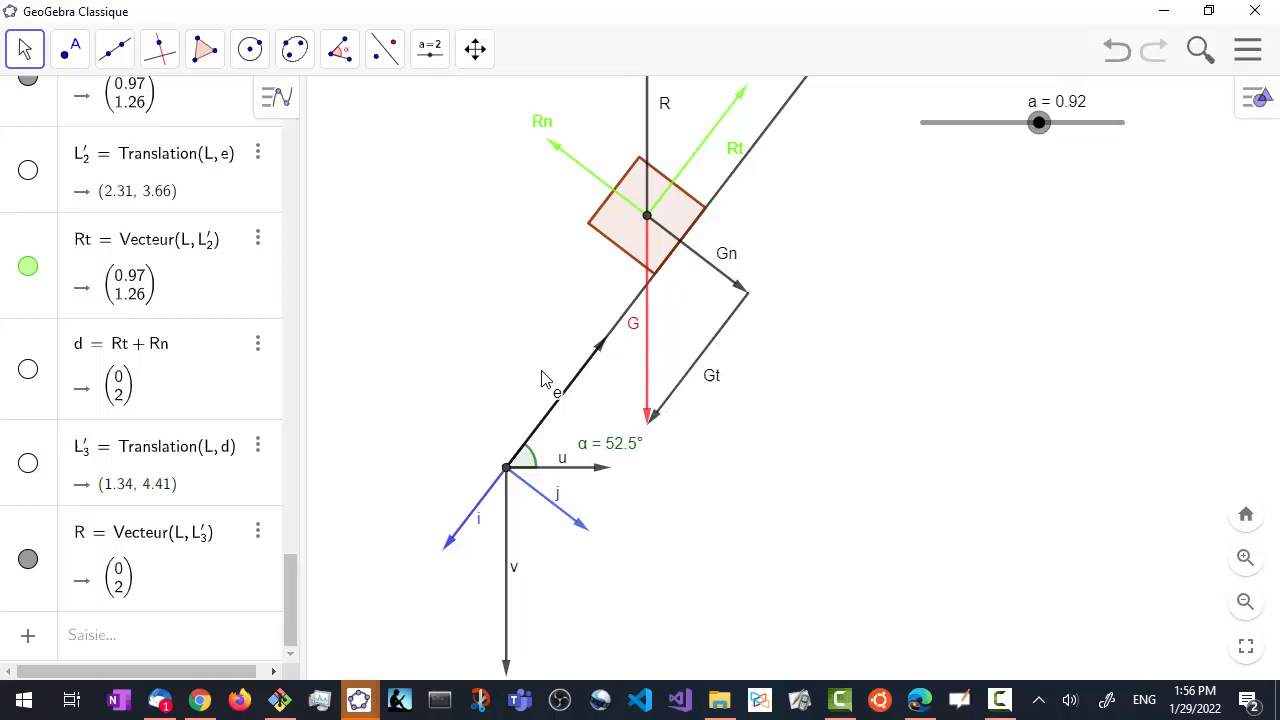 GeoGebra Classique
A
α
a=2
→ (0.97
1.26)
L′₂ = Translation(L, e)
→ (2.31, 3.66)
Rt = Vecteur(L, L′₂)
→ (0.97
1.26)
d = Rt + Rn
→ (0
2)
L′₃ = Translation(L, d)
→ (1.34, 4.41)
R = Vecteur(L, L′₃)
→ (0
2)
Saisie...
R
a = 0.92
Rn
Rt
Gn
G
Gt
e
α = 52.5°
u
j
i
v
1
ENG
1:56 PM
1/29/2022
2